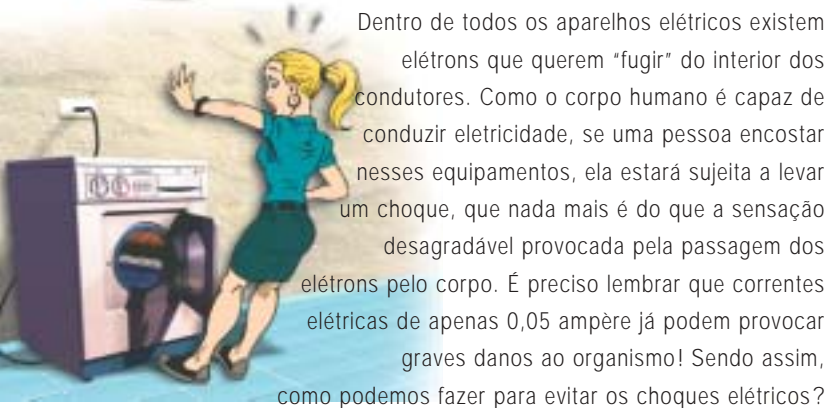 Dentro de todos os aparelhos elétricos existem
elétrons que querem "fugir" do interior dos
condutores. Como o corpo humano é capaz de
conduzir eletricidade, se uma pessoa encostar
nesses equipamentos, ela estará sujeita a levar
um choque, que nada mais é do que a sensação
desagradável provocada pela passagem dos
elétrons pelo corpo. É preciso lembrar que correntes
elétricas de apenas 0,05 ampère já podem provocar
graves danos ao organismo! Sendo assim,
como podemos fazer para evitar os choques elétricos?